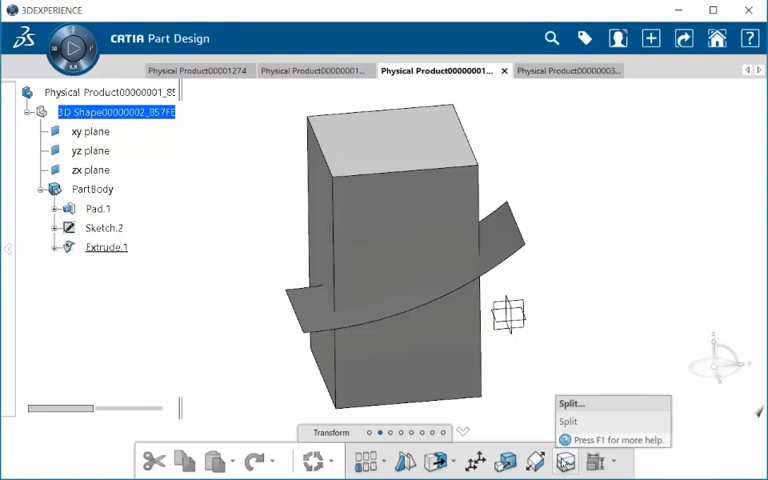 3DEXPERIENCE
CATIA Part Design
Physical Product00001274
Physical Product00000001...
Physical Product00000001...
Physical Product00000003...
Physical Product00000001_85
3D Shape00000002_857FE
xy plane
yz plane
zx plane
PartBody
Pad.1
Sketch.2
Extrude.1
Split...
Split
Press F1 for more help.
Transform